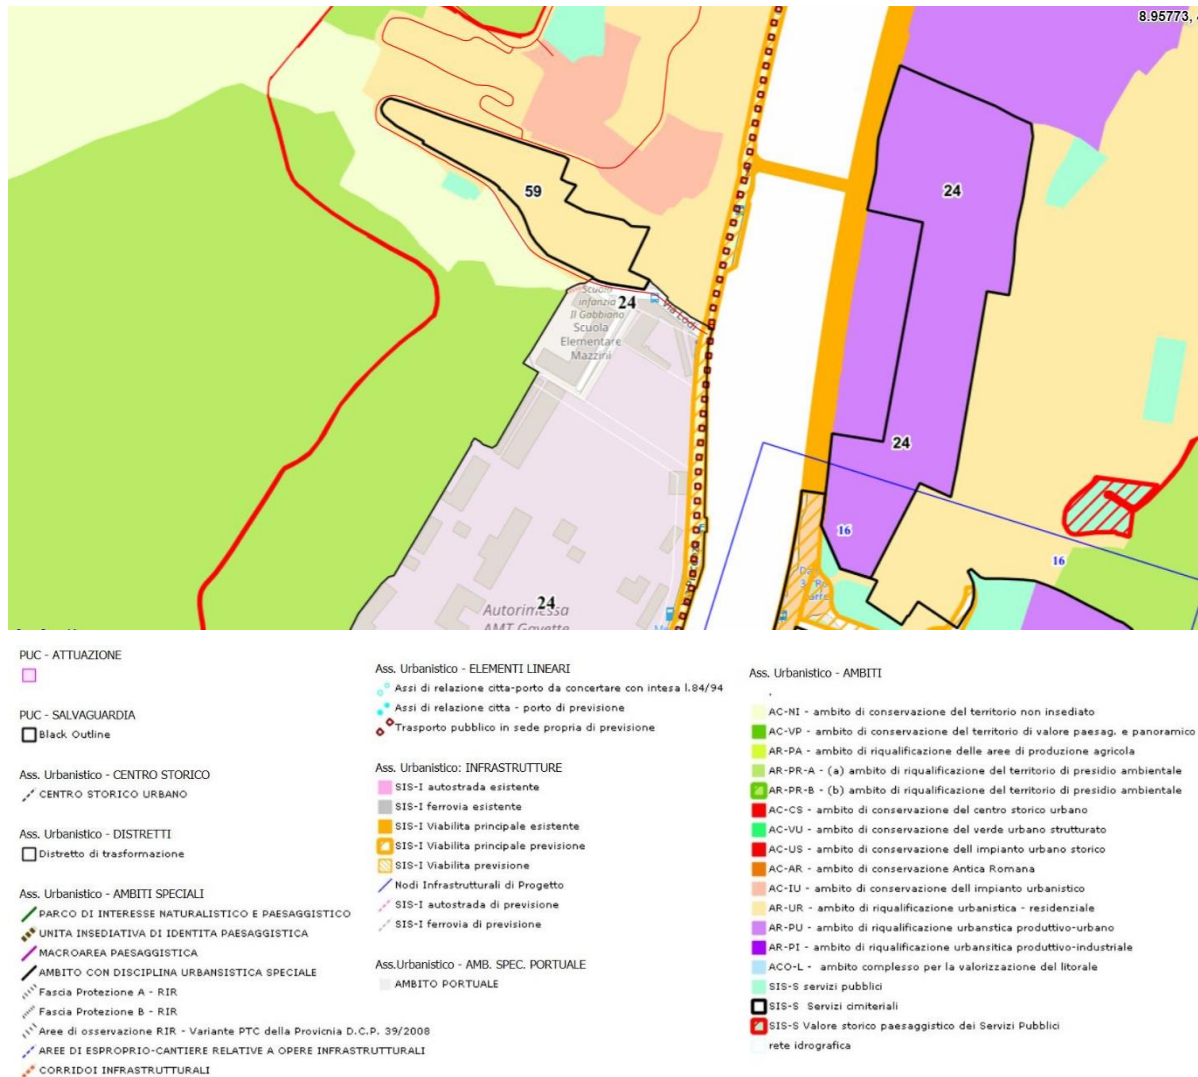 8.95773,
24
59
Scuola
infanzia
Il Gabbiano
24
Via Lodi
Scuola
Elementare
Mazzini
24
16
16
24
Autorimessa
AMT Gavette
PUC - ATTUAZIONE
PUC - SALVAGUARDIA
Black Outline
Ass. Urbanistico - CENTRO STORICO
CENTRO STORICO URBANO
Ass. Urbanistico - DISTRETTI
Distretto di trasformazione
Ass. Urbanistico - AMBITI SPECIALI
PARCO DI INTERESSE NATURALISTICO E PAESAGGISTICO
UNITA INSEDIATIVA DI IDENTITA PAESAGGISTICA
MACROAREA PAESAGGISTICA
AMBITO CON DISCIPLINA URBANSISTICA SPECIALE
Fascia Protezione A - RIR
Fascia Protezione B - RIR
Aree di osservazione RIR - Variante PTC della Provicnia D.C.P. 39/2008
AREE DI ESPROPRIO-CANTIERE RELATIVE A OPERE INFRASTRUTTURALI
CORRIDOI INFRASTRUTTURALI
Ass. Urbanistico - ELEMENTI LINEARI
Assi di relazione citta-porto da concertare con intesa l.84/94
Assi di relazione citta - porto di previsione
Trasporto pubblico in sede propria di previsione
Ass. Urbanistico: INFRASTRUTTURE
SIS-I autostrada esistente
SIS-I ferrovia esistente
SIS-I Viabilita principale esistente
SIS-I Viabilita principale previsione
SIS-I Viabilita previsione
Nodi Infrastrutturali di Progetto
SIS-I autostrada di previsione
SIS-I ferrovia di previsione
Ass.Urbanistico - AMB. SPEC. PORTUALE
AMBITO PORTUALE
Ass. Urbanistico - AMBITI
.
AC-NI - ambito di conservazione del territorio non insediato
AC-VP - ambito di conservazione del territorio di valore paesag. e panoramico
AR-PA - ambito di riqualificazione delle aree di produzione agricola
AR-PR-A - (a) ambito di riqualificazione del territorio di presidio ambientale
AR-PR-B - (b) ambito di riqualificazione del territorio di presidio ambientale
AC-CS - ambito di conservazione del centro storico urbano
AC-VU - ambito di conservazione del verde urbano strutturato
AC-US - ambito di conservazione dell impianto urbano storico
AC-AR - ambito di conservazione Antica Romana
AC-IU - ambito di conservazione dell impianto urbanistico
AR-UR - ambito di riqualificazione urbanistica - residenziale
AR-PU - ambito di riqualificazione urbanstica produttivo-urbano
AR-PI - ambito di riqualificazione urbansitica produttivo-industriale
ACO-L - ambito complesso per la valorizzazione del litorale
SIS-S servizi pubblici
SIS-S Servizi cimiteriali
SIS-S Valore storico paesaggistico dei Servizi Pubblici
rete idrografica